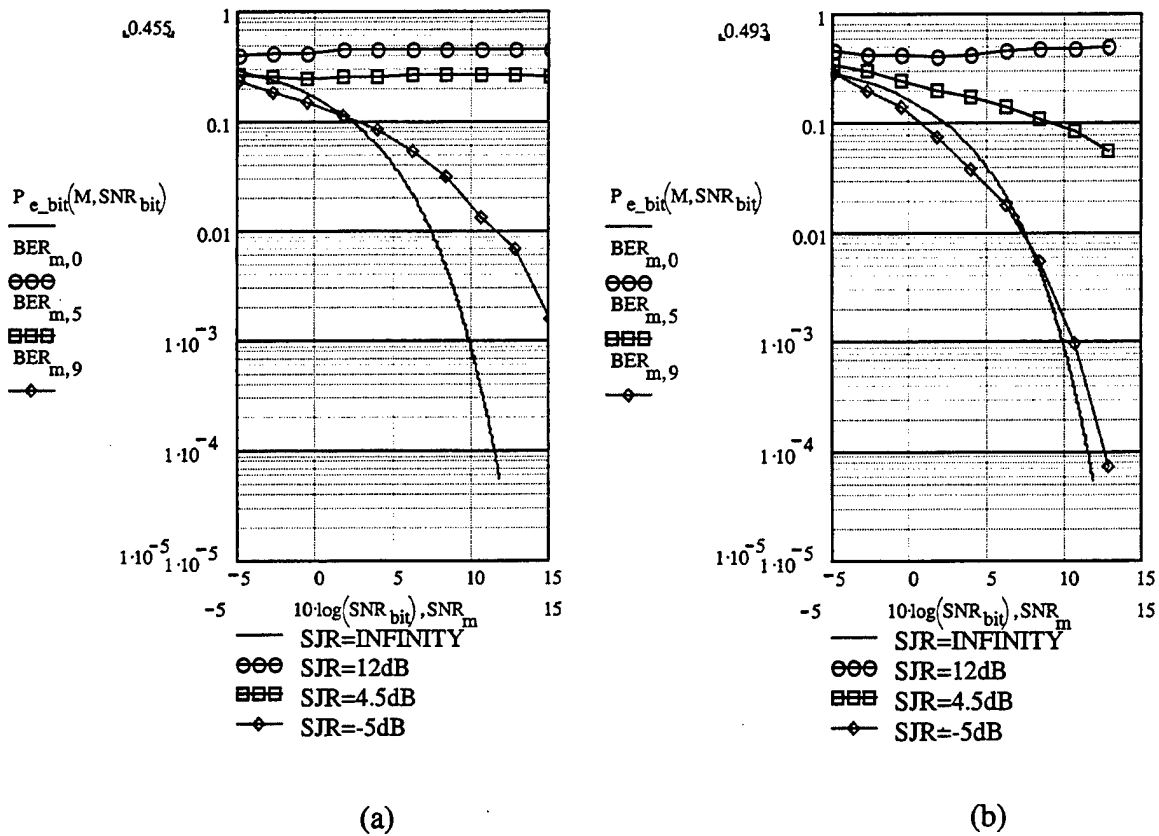 0.455
1
0.1
0.01
1·10⁻³
1·10⁻⁴
1·10⁻⁵ 1·10⁻⁵
P e_bit(M,SNR bit)
BER m,0
BER m,5
BER m,9
-5 0 5 10 15
-5 10·log(SNR bit),SNR m 15
SJR=INFINITY
SJR=12dB
SJR=4.5dB
SJR=-5dB
(a)
0.493
1
0.1
0.01
1·10⁻³
1·10⁻⁴
1·10⁻⁵ 1·10⁻⁵
P e_bit(M,SNR bit)
BER m,0
BER m,5
BER m,9
-5 0 5 10 15
-5 10·log(SNR bit),SNR m 15
SJR=INFINITY
SJR=12dB
SJR=4.5dB
SJR=-5dB
(b)